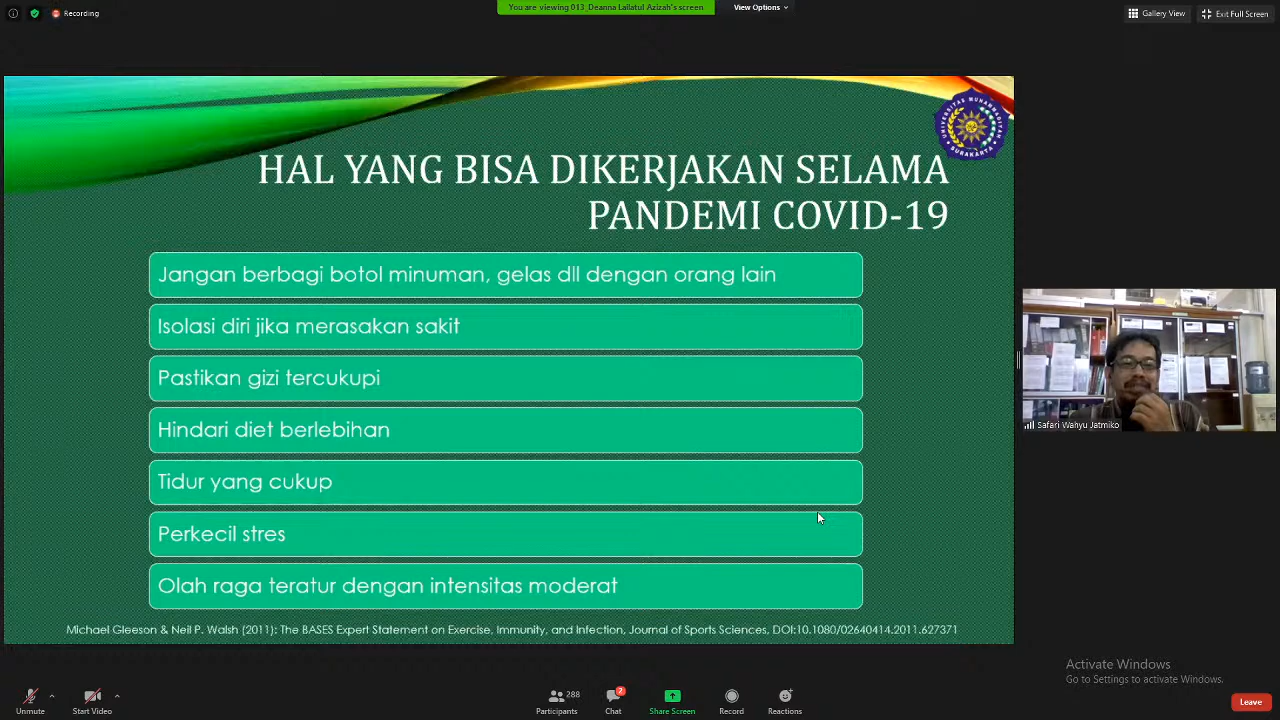 Recording
You are viewing 013_Deanna Lailatul Azizah's screen
View Options
Gallery View
Exit Full Screen
UNIVERSITAS MUHAMMADIYAH
SURAKARTA
HAL YANG BISA DIKERJAKAN SELAMA
PANDEMI COVID-19
Jangan berbagi botol minuman, gelas dll dengan orang lain
Isolasi diri jika merasakan sakit
Pastikan gizi tercukupi
Hindari diet berlebihan
Tidur yang cukup
Perkecil stres
Olah raga teratur dengan intensitas moderat
Michael Gleeson & Neil P. Walsh (2011): The BASES Expert Statement on Exercise, Immunity, and Infection, Journal of Sports Sciences, DOI:10.1080/02640414.2011.627371
Safari Wahyu Jatmiko
Activate Windows
Go to Settings to activate Windows.
Unmute
Start Video
288
Participants
2
Chat
Share Screen
Record
Reactions
Leave